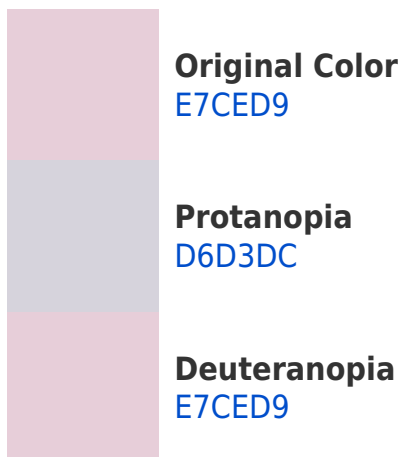 Original Color
E7CED9
Protanopia
D6D3DC
Deuteranopia
E7CED9